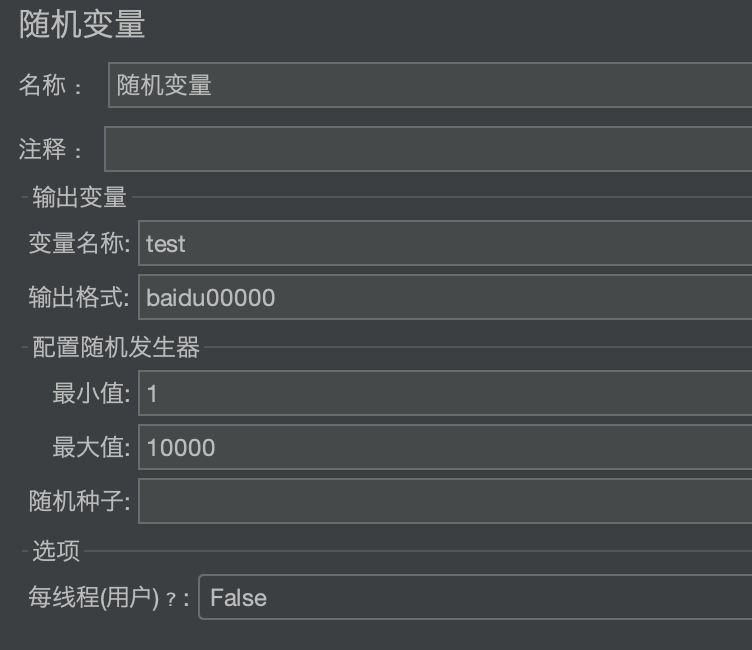 随机变量
名称： 随机变量
注释：
输出变量
变量名称: test
输出格式: baidu00000
配置随机发生器
最小值: 1
最大值: 10000
随机种子:
选项
每线程(用户)？: False